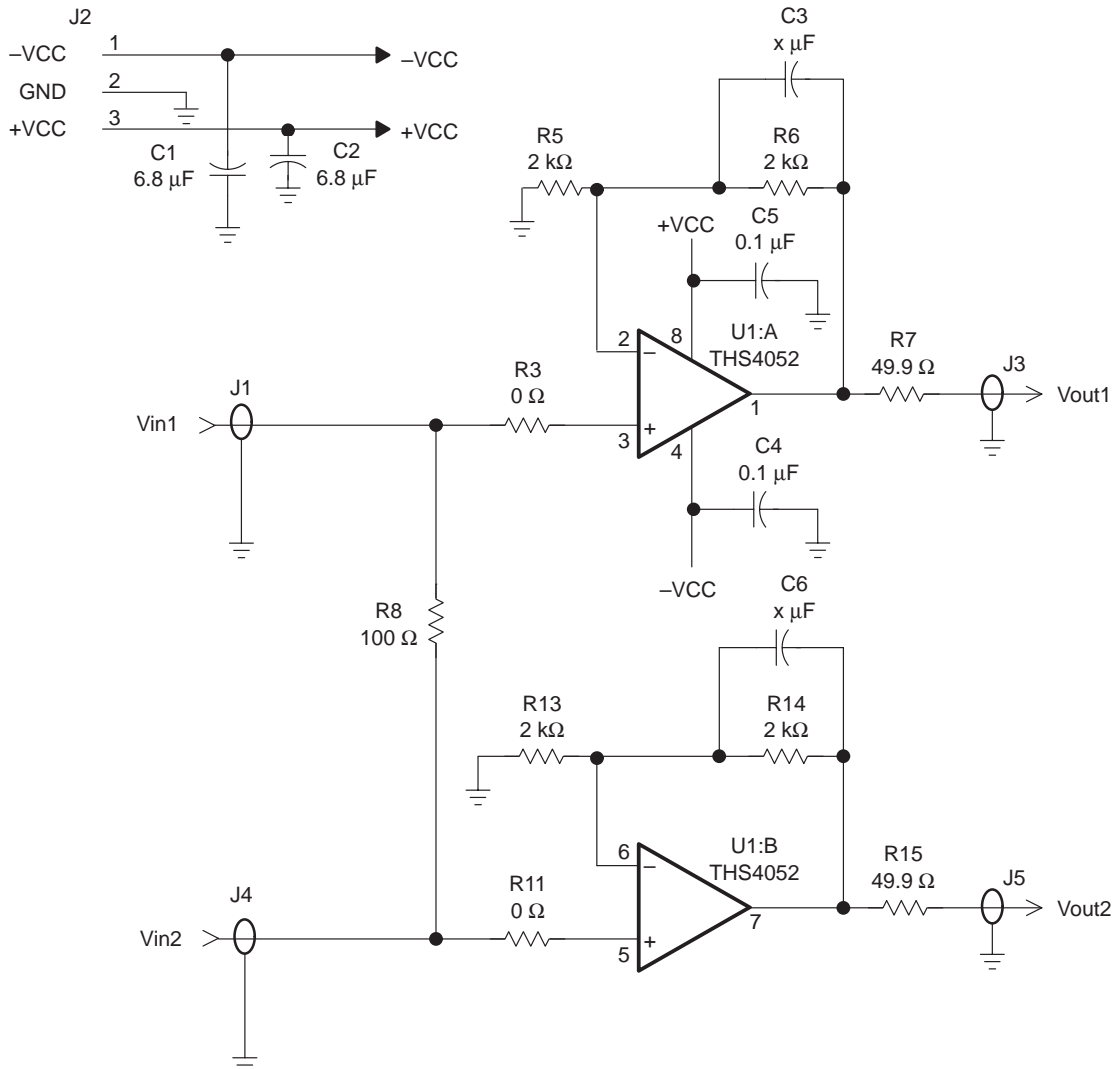 J2
–VCC
1
–VCC
GND
2
+VCC
3
+VCC
C1
6.8 μF
C2
6.8 μF
C3
x μF
R5
2 kΩ
R6
2 kΩ
+VCC
C5
0.1 μF
2
–
8
U1:A
THS4052
R7
49.9 Ω
J3
Vout1
J1
Vin1
R3
0 Ω
3
+
4
1
C4
0.1 μF
–VCC
R8
100 Ω
C6
x μF
R13
2 kΩ
R14
2 kΩ
6
–
U1:B
THS4052
R15
49.9 Ω
J5
Vout2
J4
Vin2
R11
0 Ω
5
+
7